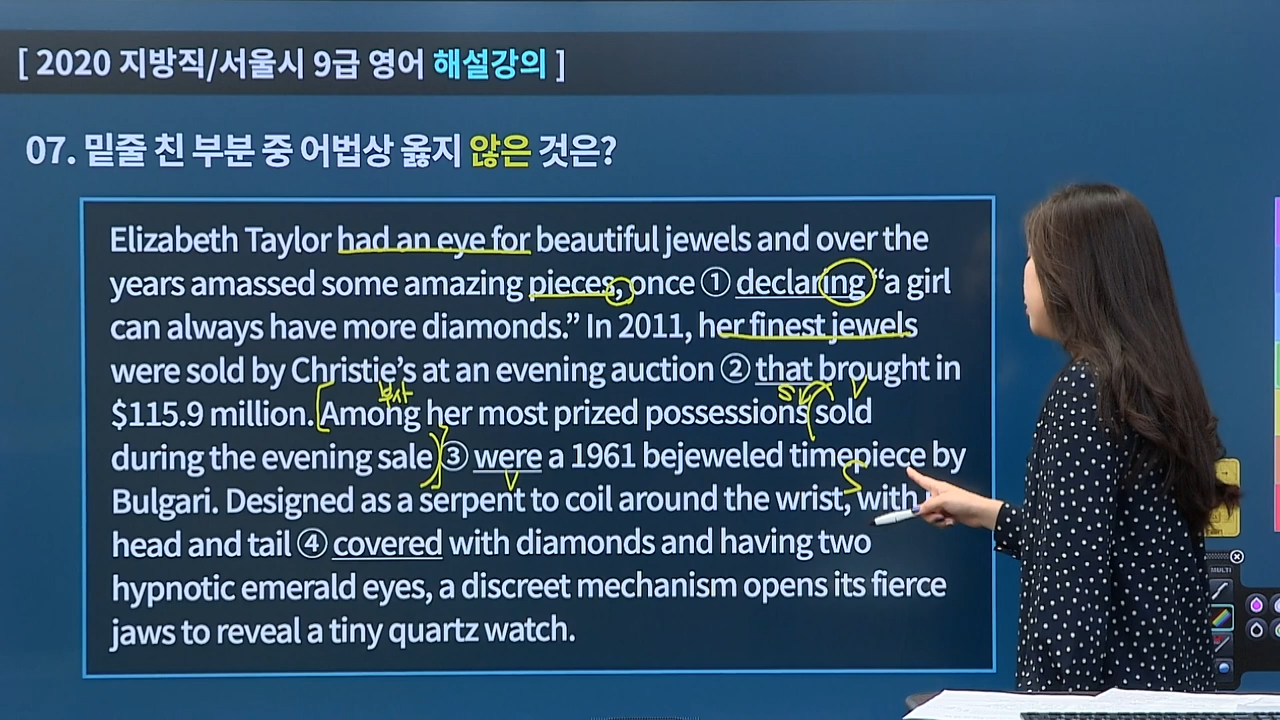 [ 2020 지방직/서울시 9급 영어 해설강의 ]
07. 밑줄 친 부분 중 어법상 옳지 않은 것은?
Elizabeth Taylor had an eye for beautiful jewels and over the
years amassed some amazing pieces, once ① declaring “a girl
can always have more diamonds.” In 2011, her finest jewels
were sold by Christie’s at an evening auction ② that brought in
부사 S V
$115.9 million. Among her most prized possessions sold
during the evening sale ③ were a 1961 bejeweled timepiece by
V S
Bulgari. Designed as a serpent to coil around the wrist, with
head and tail ④ covered with diamonds and having two
hypnotic emerald eyes, a discreet mechanism opens its fierce
jaws to reveal a tiny quartz watch.
MULTI